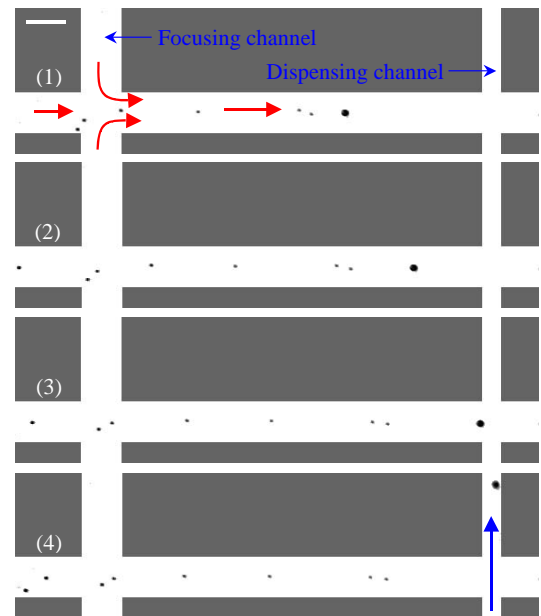 Focusing channel
Dispensing channel
(1)
(2)
(3)
(4)